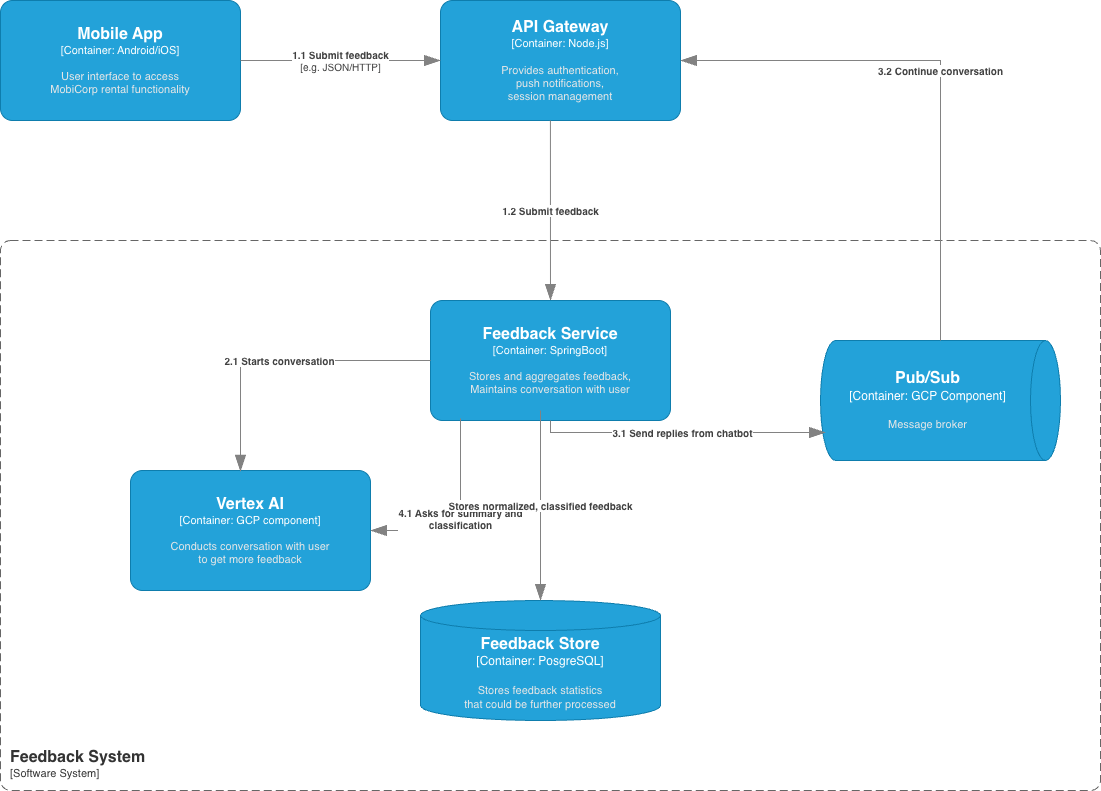 Mobile App
[Container: Android/iOS]
User interface to access
MobiCorp rental functionality
1.1 Submit feedback
[e.g. JSON/HTTP]
API Gateway
[Container: Node.js]
Provides authentication,
push notifications,
session management
3.2 Continue conversation
1.2 Submit feedback
Feedback Service
[Container: SpringBoot]
Stores and aggregates feedback,
Maintains conversation with user
2.1 Starts conversation
Pub/Sub
[Container: GCP Component]
Message broker
3.1 Send replies from chatbot
Vertex AI
[Container: GCP component]
Conducts conversation with user
to get more feedback
Stores normalized, classified feedback
4.1 Asks for summary and
classification
Feedback Store
[Container: PosgreSQL]
Stores feedback statistics
that could be further processed
Feedback System
[Software System]